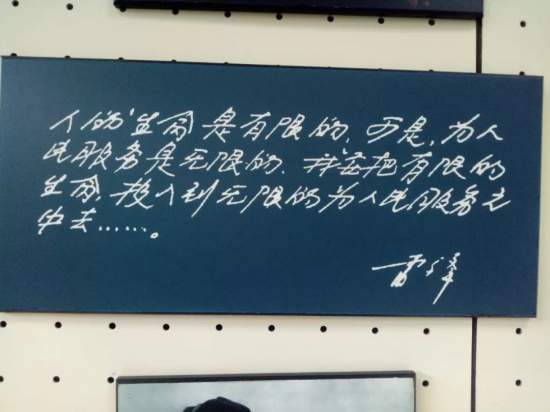 人的生命是有限的，可是，为人
民服务是无限的，我要把有限的
生命，投入到无限的为人民服务之
中去……。
雷锋